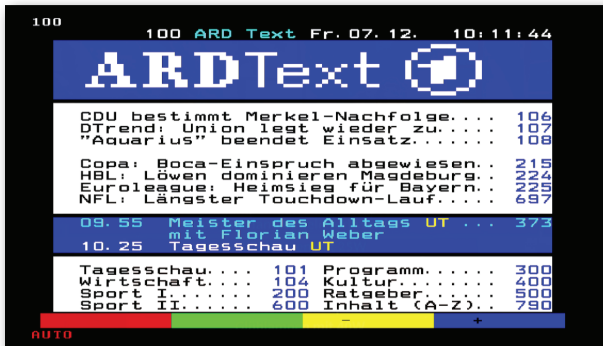 100
100 ARD Text Fr. 07. 12. 10:11:44
ARDText 1
CDU bestimmt Merkel-Nachfolge.... 106
DTrend: Union legt wieder zu..... 107
"Aquarius" beendet Einsatz....... 108
Copa: Boca-Einspruch abgewiesen.. 215
HBL: Löwen dominieren Magdeburg.. 224
Euroleague: Heimsieg für Bayern.. 225
NFL: Längster Touchdown-Lauf..... 697
09.55 Meister des Alltags UT ... 373
mit Florian Weber
10.25 Tagesschau UT
Tagesschau.... 101 Programm....... 300
Wirtschaft.... 104 Kultur......... 400
Sport I....... 200 Ratgeber....... 500
Sport II...... 600 Inhalt (A-Z)... 790
- +
AUTO